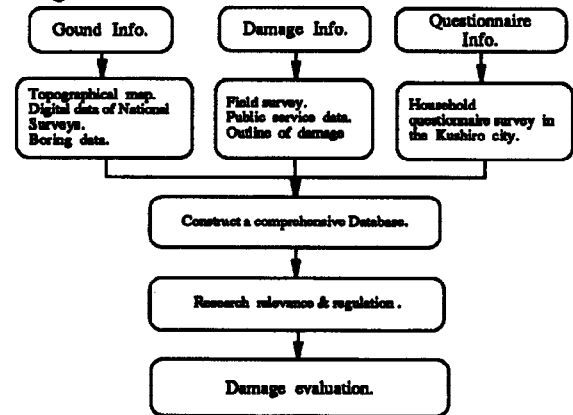 Gound Info.
Damage Info.
Questionnaire
Info.
Topographical map.
Digital data of National
Surveys.
Boring data.
Field survey.
Public service data.
Outline of damage
Household
questionnaire survey in
the Kushiro city.
Construct a comprehensive Database.
Research relevance & regulation .
Damage evaluation.